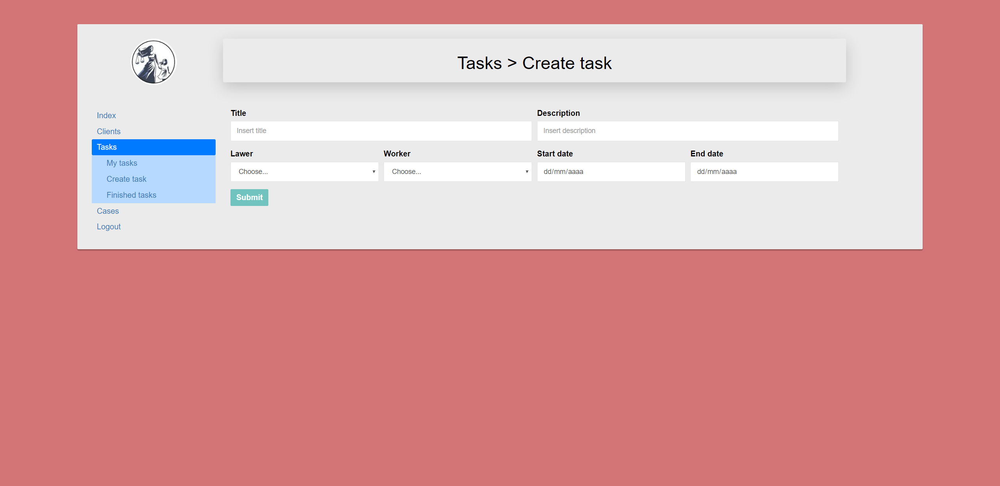 Tasks > Create task
Index
Clients
Tasks
My tasks
Create task
Finished tasks
Cases
Logout
Title
Description
Insert title
Insert description
Lawer
Worker
Start date
End date
Choose...
Choose...
dd/mm/aaaa
dd/mm/aaaa
Submit